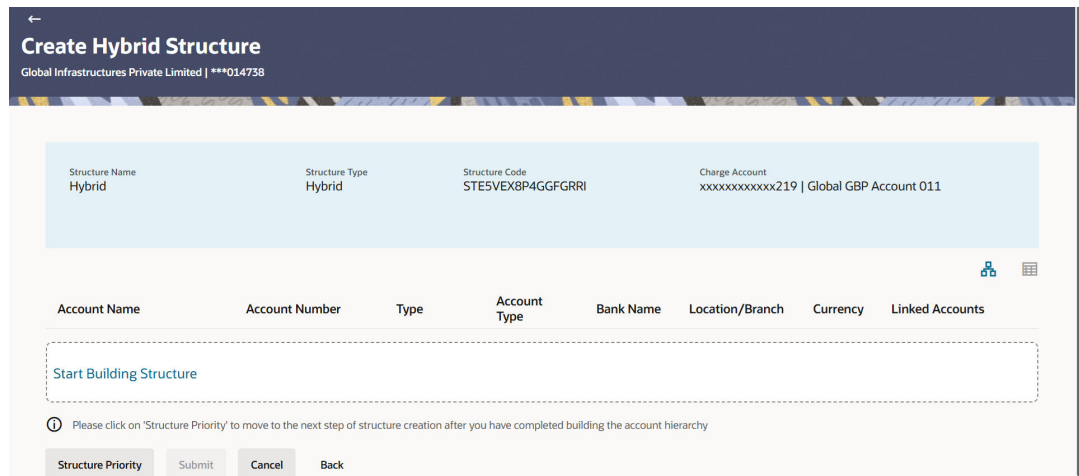 Create Hybrid Structure
Global Infrastructures Private Limited | ***014738
Structure Name
Hybrid
Structure Type
Hybrid
Structure Code
STE5VEX8P4GGFGRRI
Charge Account
xxxxxxxxxxxx219 | Global GBP Account 011
Account Name Account Number Type Account Type Bank Name Location/Branch Currency Linked Accounts
Start Building Structure
Please click on 'Structure Priority' to move to the next step of structure creation after you have completed building the account hierarchy
Structure Priority Submit Cancel Back